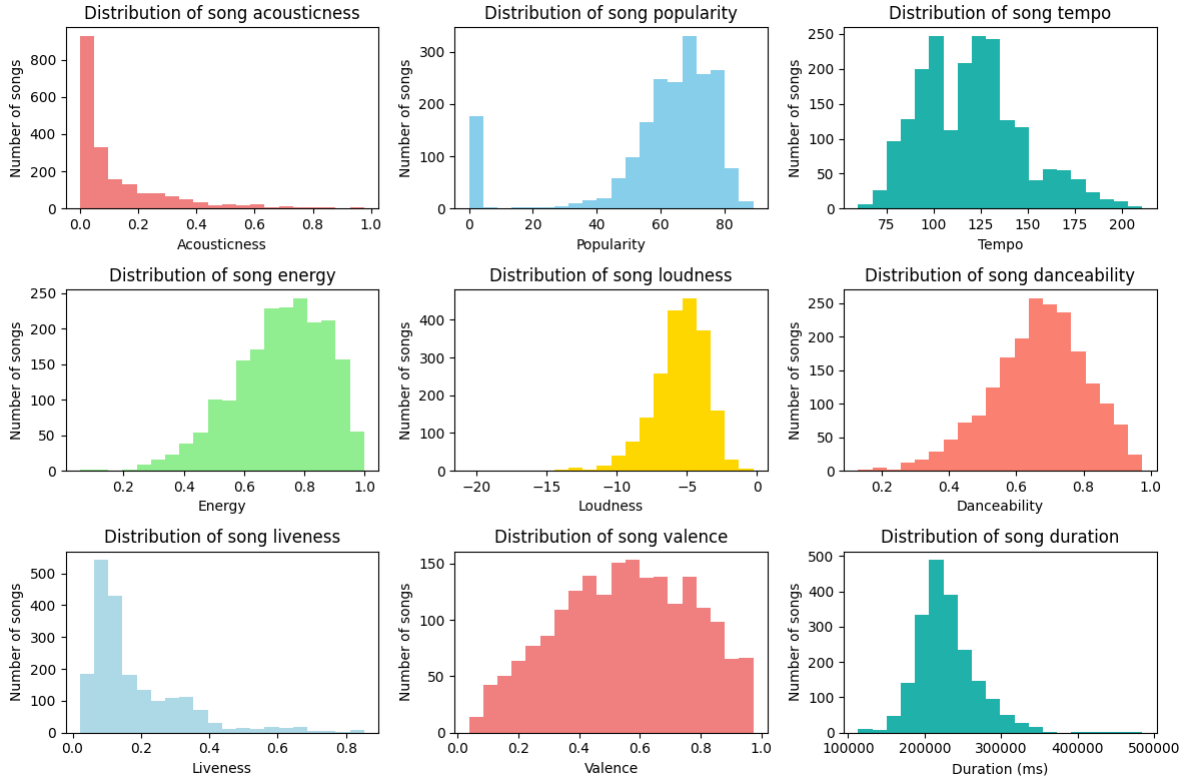 Distribution of song acousticness
Number of songs
800
600
400
200
0
0.0 0.2 0.4 0.6 0.8 1.0
Acousticness
Distribution of song popularity
Number of songs
300
200
100
0
0 20 40 60 80
Popularity
Distribution of song tempo
Number of songs
250
200
150
100
50
0
75 100 125 150 175 200
Tempo
Distribution of song energy
Number of songs
250
200
150
100
50
0
0.2 0.4 0.6 0.8 1.0
Energy
Distribution of song loudness
Number of songs
400
300
200
100
0
−20 −15 −10 −5 0
Loudness
Distribution of song danceability
Number of songs
250
200
150
100
50
0
0.2 0.4 0.6 0.8 1.0
Danceability
Distribution of song liveness
Number of songs
500
400
300
200
100
0
0.0 0.2 0.4 0.6 0.8
Liveness
Distribution of song valence
Number of songs
150
100
50
0
0.0 0.2 0.4 0.6 0.8 1.0
Valence
Distribution of song duration
Number of songs
500
400
300
200
100
0
100000 200000 300000 400000 500000
Duration (ms)